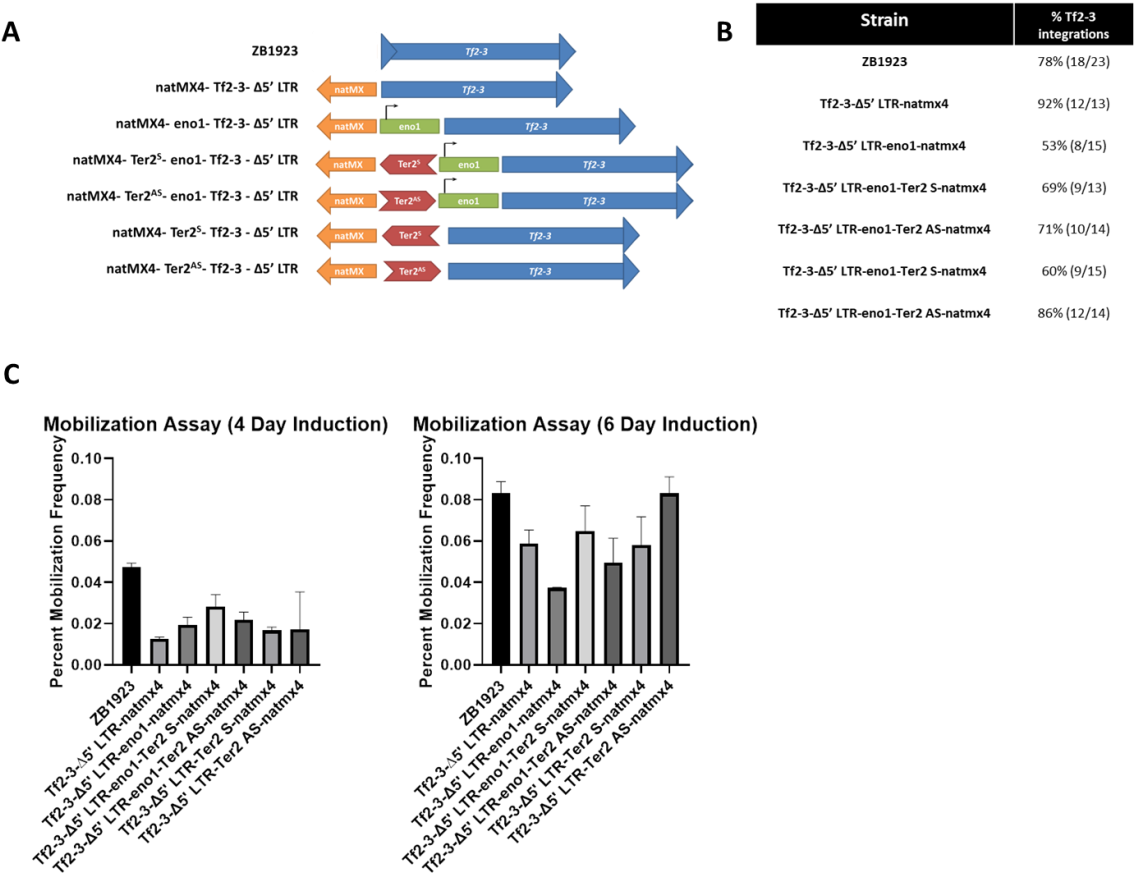 A
ZB1923
Tf2-3
natMX4- Tf2-3- Δ5' LTR
natMX
Tf2-3
natMX4- eno1- Tf2-3- Δ5' LTR
natMX
eno1
Tf2-3
natMX4- Ter2S- eno1- Tf2-3 - Δ5' LTR
natMX
Ter2S
eno1
Tf2-3
natMX4- Ter2AS- eno1- Tf2-3 - Δ5' LTR
natMX
Ter2AS
eno1
Tf2-3
natMX4- Ter2S- Tf2-3 - Δ5' LTR
natMX
Ter2S
Tf2-3
natMX4- Ter2AS- Tf2-3 - Δ5' LTR
natMX
Ter2AS
Tf2-3
B
Strain
% Tf2-3
integrations
ZB1923
78% (18/23)
Tf2-3-Δ5' LTR-natmx4
92% (12/13)
Tf2-3-Δ5' LTR-eno1-natmx4
53% (8/15)
Tf2-3-Δ5' LTR-eno1-Ter2 S-natmx4
69% (9/13)
Tf2-3-Δ5' LTR-eno1-Ter2 AS-natmx4
71% (10/14)
Tf2-3-Δ5' LTR-eno1-Ter2 S-natmx4
60% (9/15)
Tf2-3-Δ5' LTR-eno1-Ter2 AS-natmx4
86% (12/14)
C
Mobilization Assay (4 Day Induction)
Percent Mobilization Frequency
0.10
0.08
0.06
0.04
0.02
0.00
ZB1923
Tf2-3-Δ5' LTR-natmx4
Tf2-3-Δ5' LTR-eno1-natmx4
Tf2-3-Δ5' LTR-eno1-Ter2 S-natmx4
Tf2-3-Δ5' LTR-eno1-Ter2 AS-natmx4
Tf2-3-Δ5' LTR-Ter2 S-natmx4
Tf2-3-Δ5' LTR-Ter2 AS-natmx4
Mobilization Assay (6 Day Induction)
Percent Mobilization Frequency
0.10
0.08
0.06
0.04
0.02
0.00
ZB1923
Tf2-3-Δ5' LTR-natmx4
Tf2-3-Δ5' LTR-eno1-natmx4
Tf2-3-Δ5' LTR-eno1-Ter2 S-natmx4
Tf2-3-Δ5' LTR-eno1-Ter2 AS-natmx4
Tf2-3-Δ5' LTR-Ter2 S-natmx4
Tf2-3-Δ5' LTR-Ter2 AS-natmx4